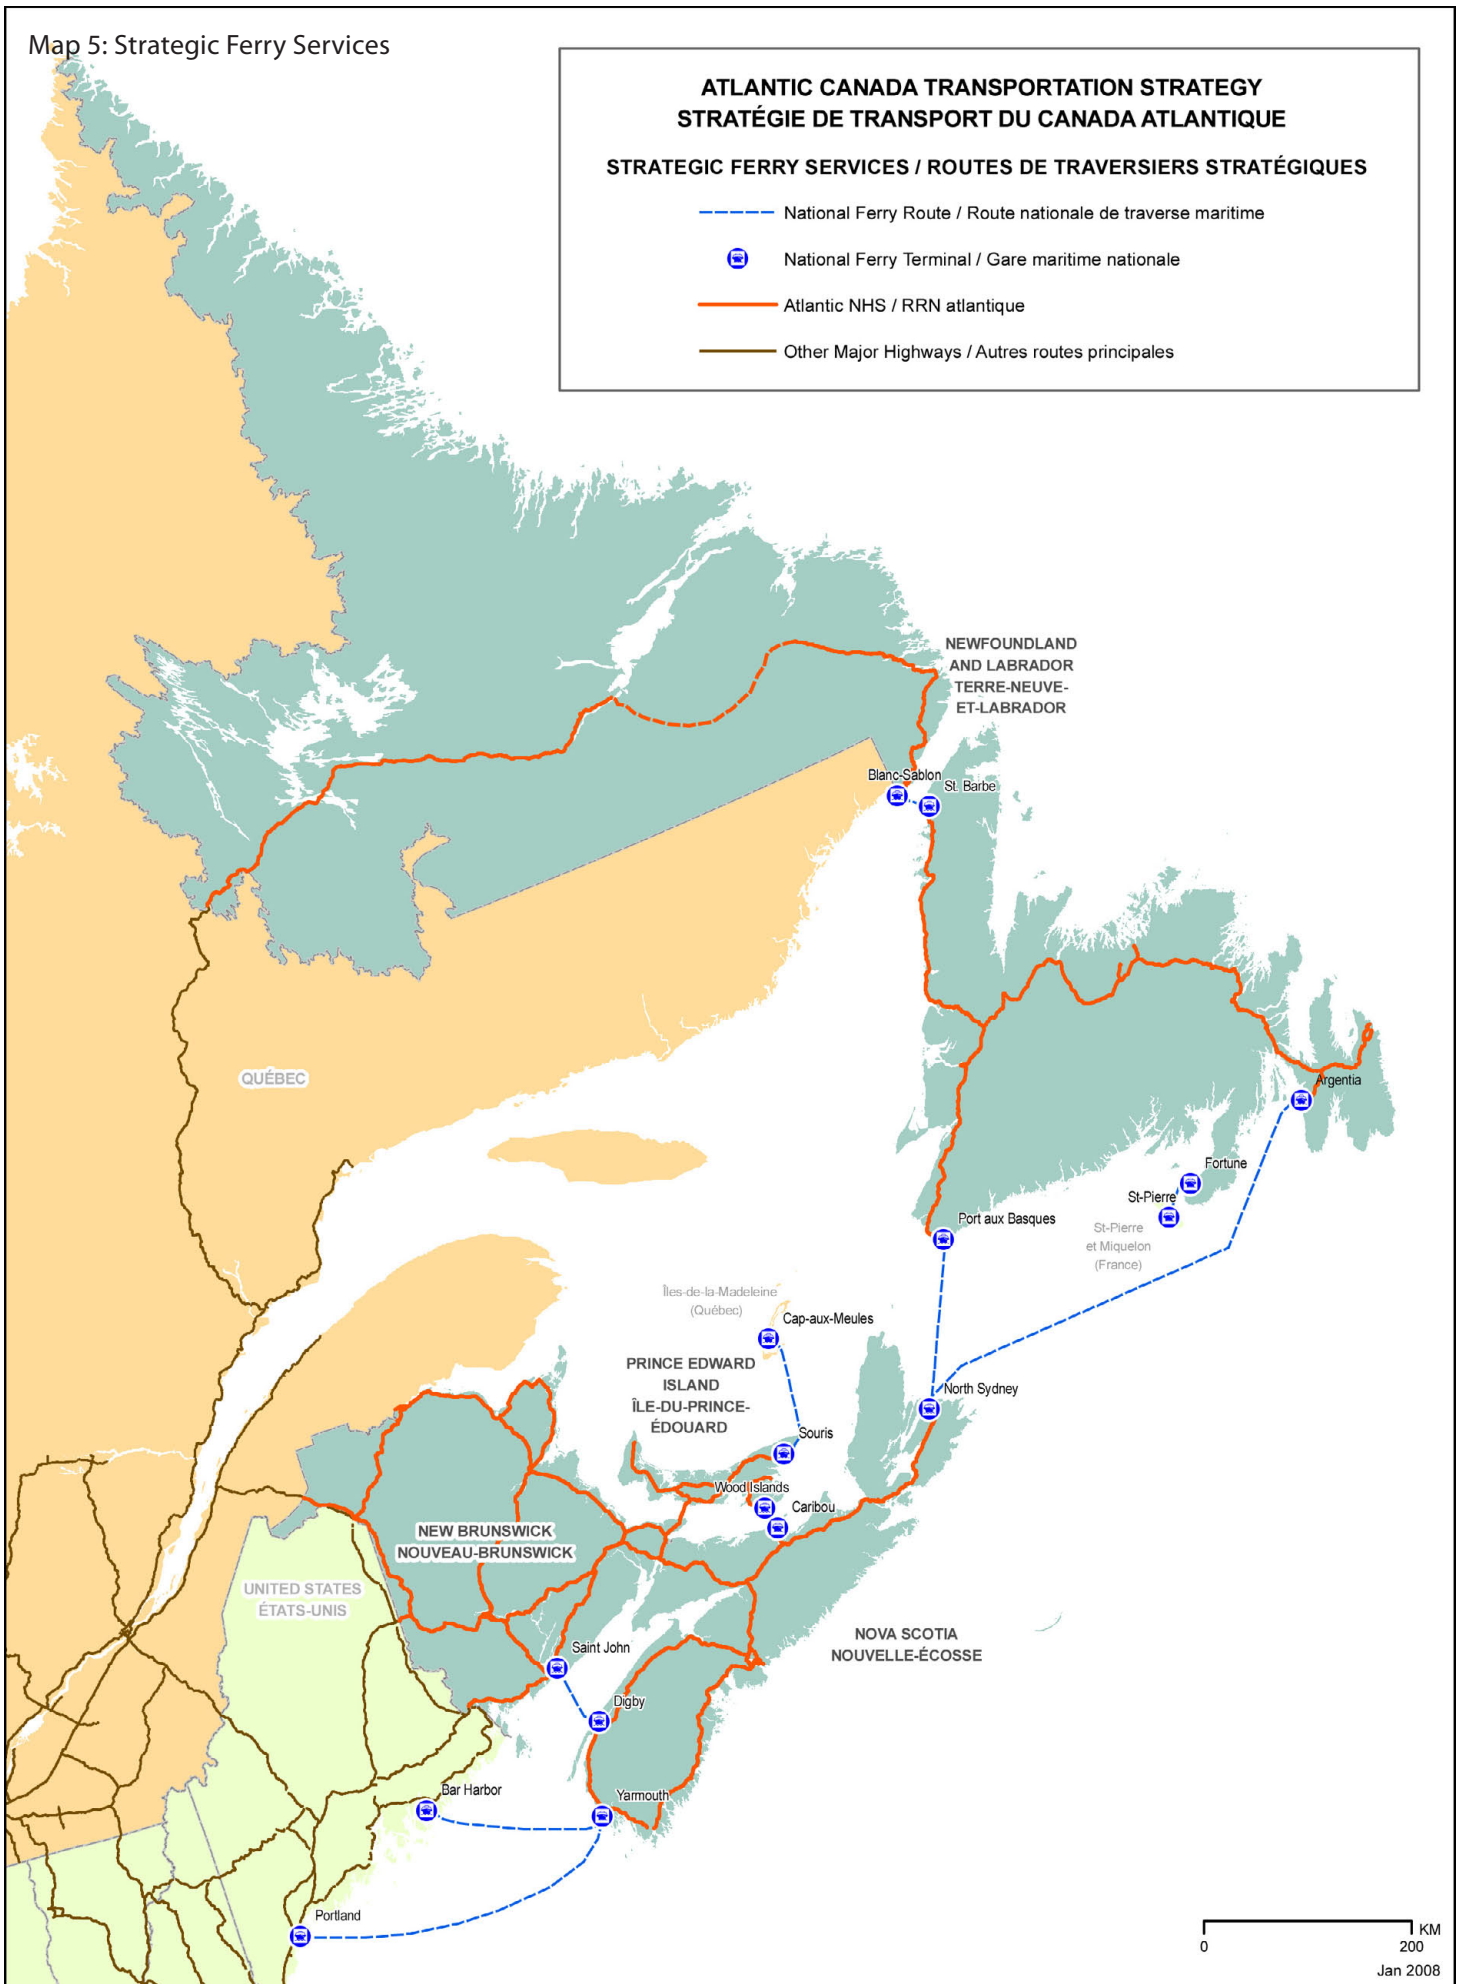 Map 5: Strategic Ferry Services
ATLANTIC CANADA TRANSPORTATION STRATEGY
STRATÉGIE DE TRANSPORT DU CANADA ATLANTIQUE
STRATEGIC FERRY SERVICES / ROUTES DE TRAVERSIERS STRATÉGIQUES
National Ferry Route / Route nationale de traverse maritime
National Ferry Terminal / Gare maritime nationale
Atlantic NHS / RRN atlantique
Other Major Highways / Autres routes principales
NEWFOUNDLAND
AND LABRADOR
TERRE-NEUVE-
ET-LABRADOR
Blanc-Sablon
St. Barbe
QUÉBEC
Argentia
Fortune
St-Pierre
St-Pierre
et Miquelon
(France)
Port aux Basques
Îles-de-la-Madeleine
(Québec)
Cap-aux-Meules
PRINCE EDWARD
ISLAND
ÎLE-DU-PRINCE-
ÉDOUARD
North Sydney
Souris
Wood Islands
Caribou
NEW BRUNSWICK
NOUVEAU-BRUNSWICK
UNITED STATES
ÉTATS-UNIS
NOVA SCOTIA
NOUVELLE-ÉCOSSE
Saint John
Digby
Bar Harbor
Yarmouth
Portland
KM
0 200
Jan 2008